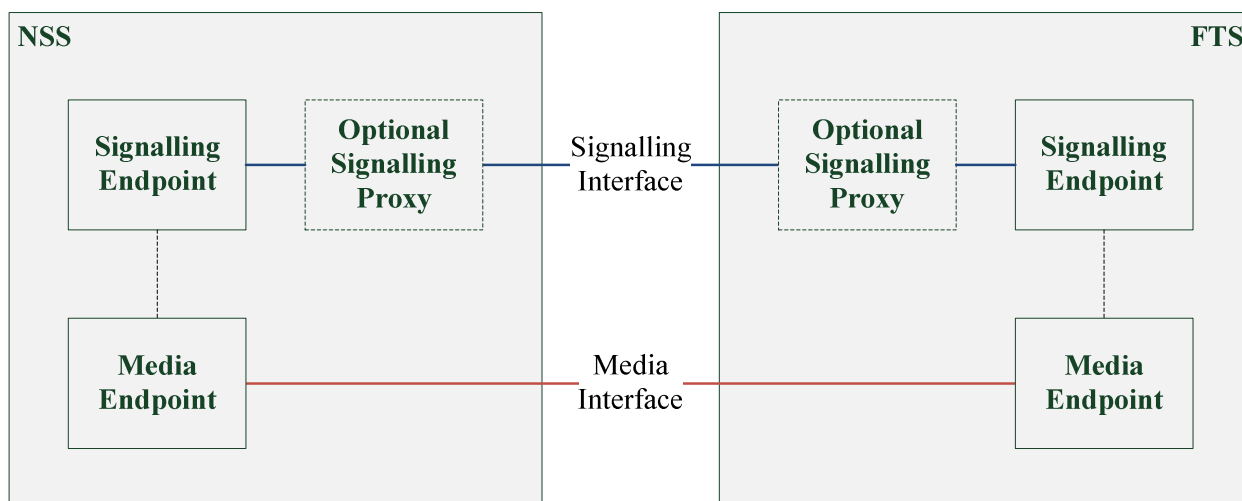 NSS
FTS
Signalling
Endpoint
Optional
Signalling
Proxy
Signalling
Interface
Optional
Signalling
Proxy
Signalling
Endpoint
Media
Endpoint
Media
Interface
Media
Endpoint